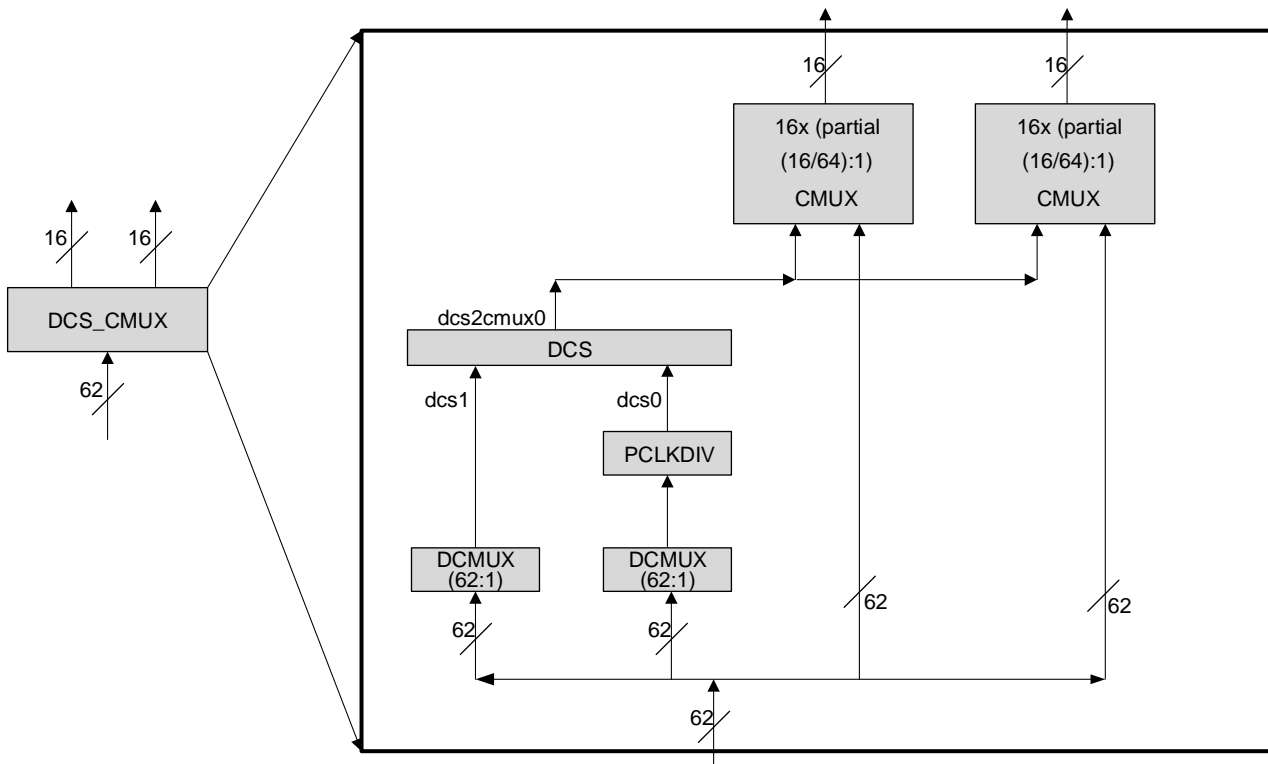 16 16
16x (partial
(16/64):1)
CMUX
16x (partial
(16/64):1)
CMUX
16 16
DCS_CMUX
62
dcs2cmux0
DCS
dcs1
dcs0
PCLKDIV
DCMUX
(62:1)
DCMUX
(62:1)
62
62
62
62
62